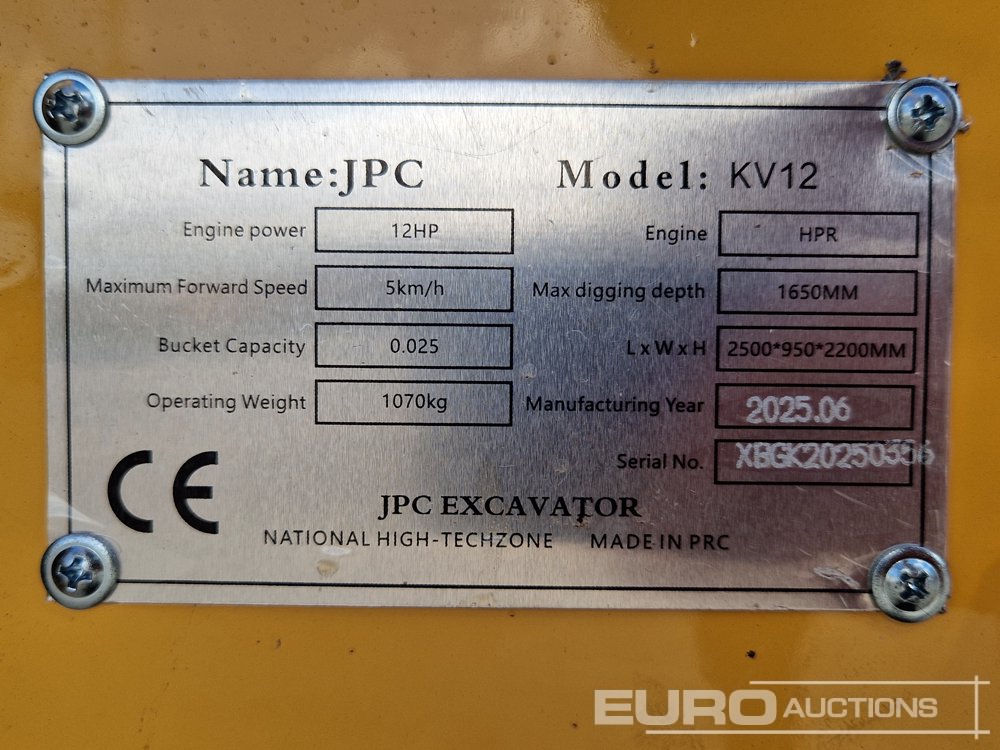 Name:JPC Model: KV12
Engine power 12HP Engine HPR
Maximum Forward Speed 5km/h Max digging depth 1650MM
Bucket Capacity 0.025 L x W x H 2500*950*2200MM
Operating Weight 1070kg Manufacturing Year 2025.06
Serial No. XBGK20250556
CE
JPC EXCAVATOR
NATIONAL HIGH-TECHZONE MADE IN PRC
EURO AUCTIONS